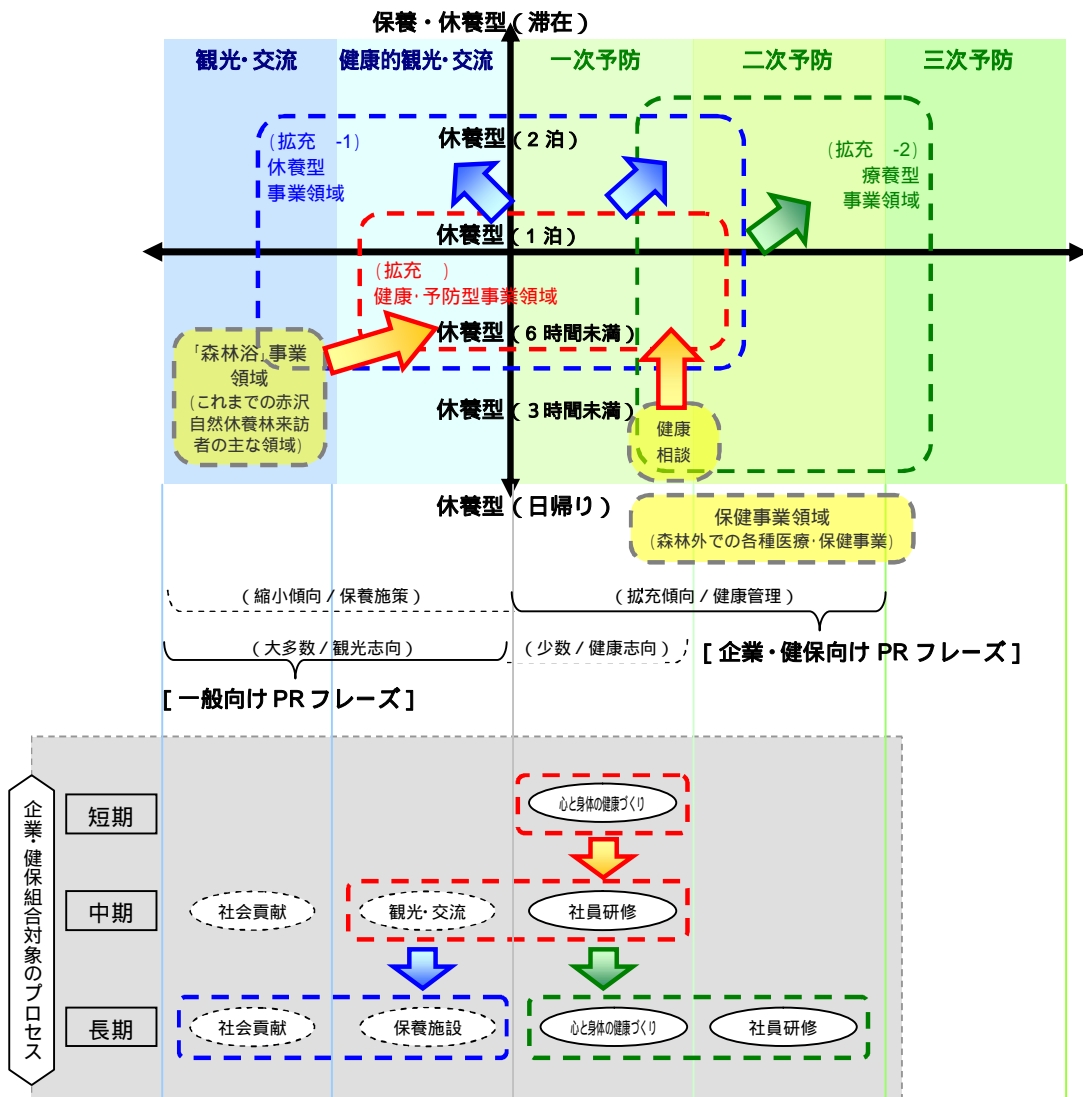 保養・休養型(滞在)
観光・交流
健康的観光・交流
一次予防
二次予防
三次予防
(拡充　-1)
休養型
事業領域
休養型(2泊)
(拡充　-2)
療養型
事業領域
休養型(1泊)
(拡充　)
健康・予防型事業領域
休養型(6時間未満)
「森林浴」事業
領域
(これまでの赤沢
自然休養林来訪
者の主な領域)
休養型(3時間未満)
健康
相談
休養型(日帰り)
保健事業領域
(森林外での各種医療・保健事業)
(縮小傾向/保養施策)
(拡充傾向/健康管理)
(大多数/観光志向)
(少数/健康志向)
[企業・健保向けPRフレーズ]
[一般向けPRフレーズ]
企業・健保組合対象のプロセス
短期
心と身体の健康づくり
中期
社会貢献
観光・交流
社員研修
長期
社会貢献
保養施設
心と身体の健康づくり
社員研修